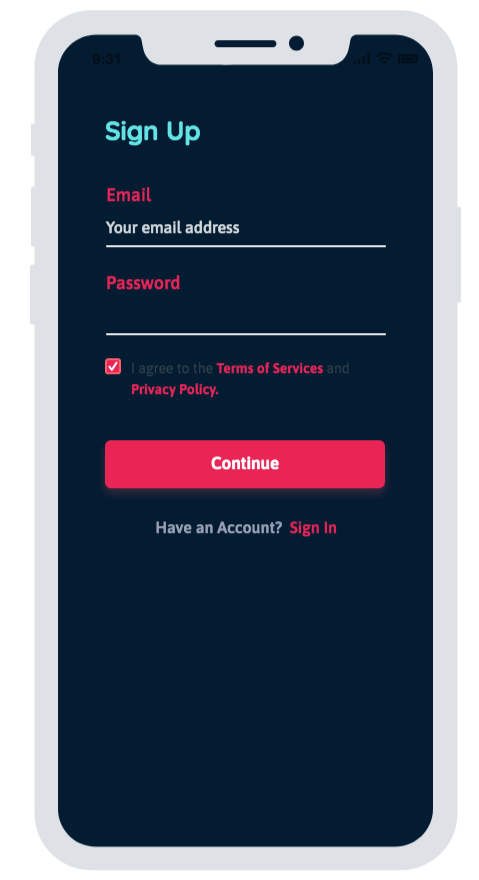 9:31
Sign Up
Email
Your email address
Password
I agree to the Terms of Services and
Privacy Policy.
Continue
Have an Account? Sign In